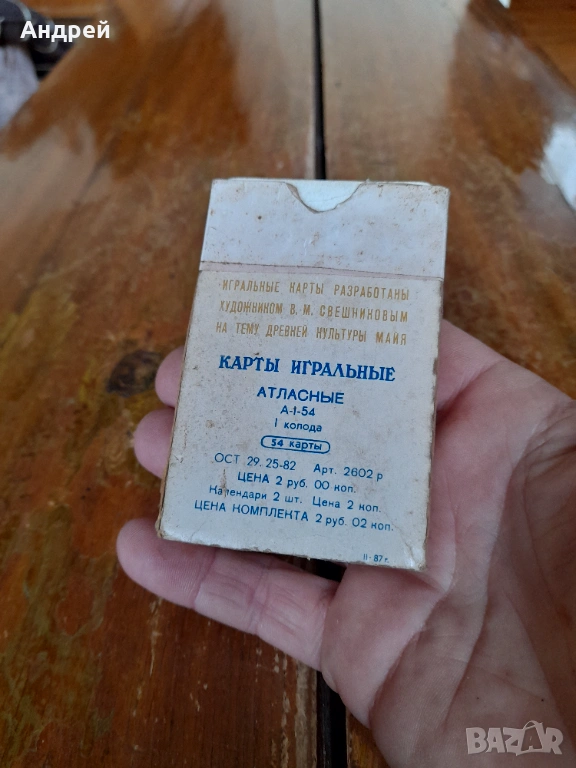 Андрей
ИГРАЛЬНЫЕ КАРТЫ РАЗРАБОТАНЫ
ХУДОЖНИКОМ В. М. СВЕШНИКОВЫМ
НА ТЕМУ ДРЕВНЕЙ КУЛЬТУРЫ МАЙЯ
КАРТЫ ИГРАЛЬНЫЕ
АТЛАСНЫЕ
А-1-54
1 колода
54 карты
ОСТ 29. 25-82 Арт. 2602 р
ЦЕНА 2 руб. 00 коп.
Календари 2 шт. Цена 2 коп.
ЦЕНА КОМПЛЕКТА 2 руб. 02 коп.
II-87 г.
BAZAR